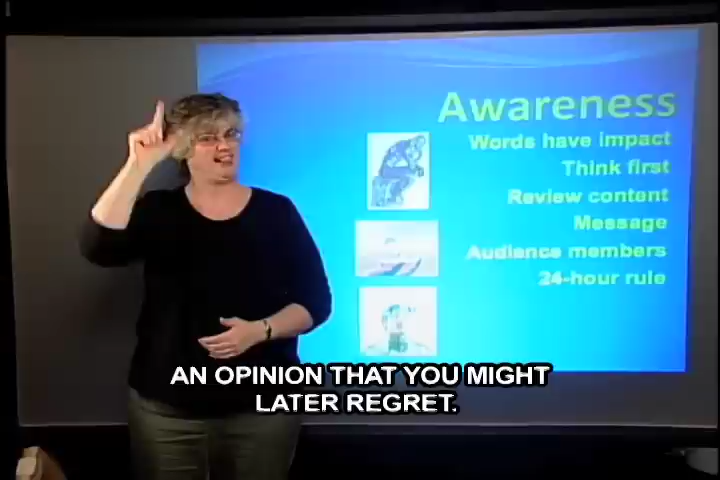 Awareness
Words have impact
Think first
Review content
Message
Audience members
24-hour rule
AN OPINION THAT YOU MIGHT
LATER REGRET.